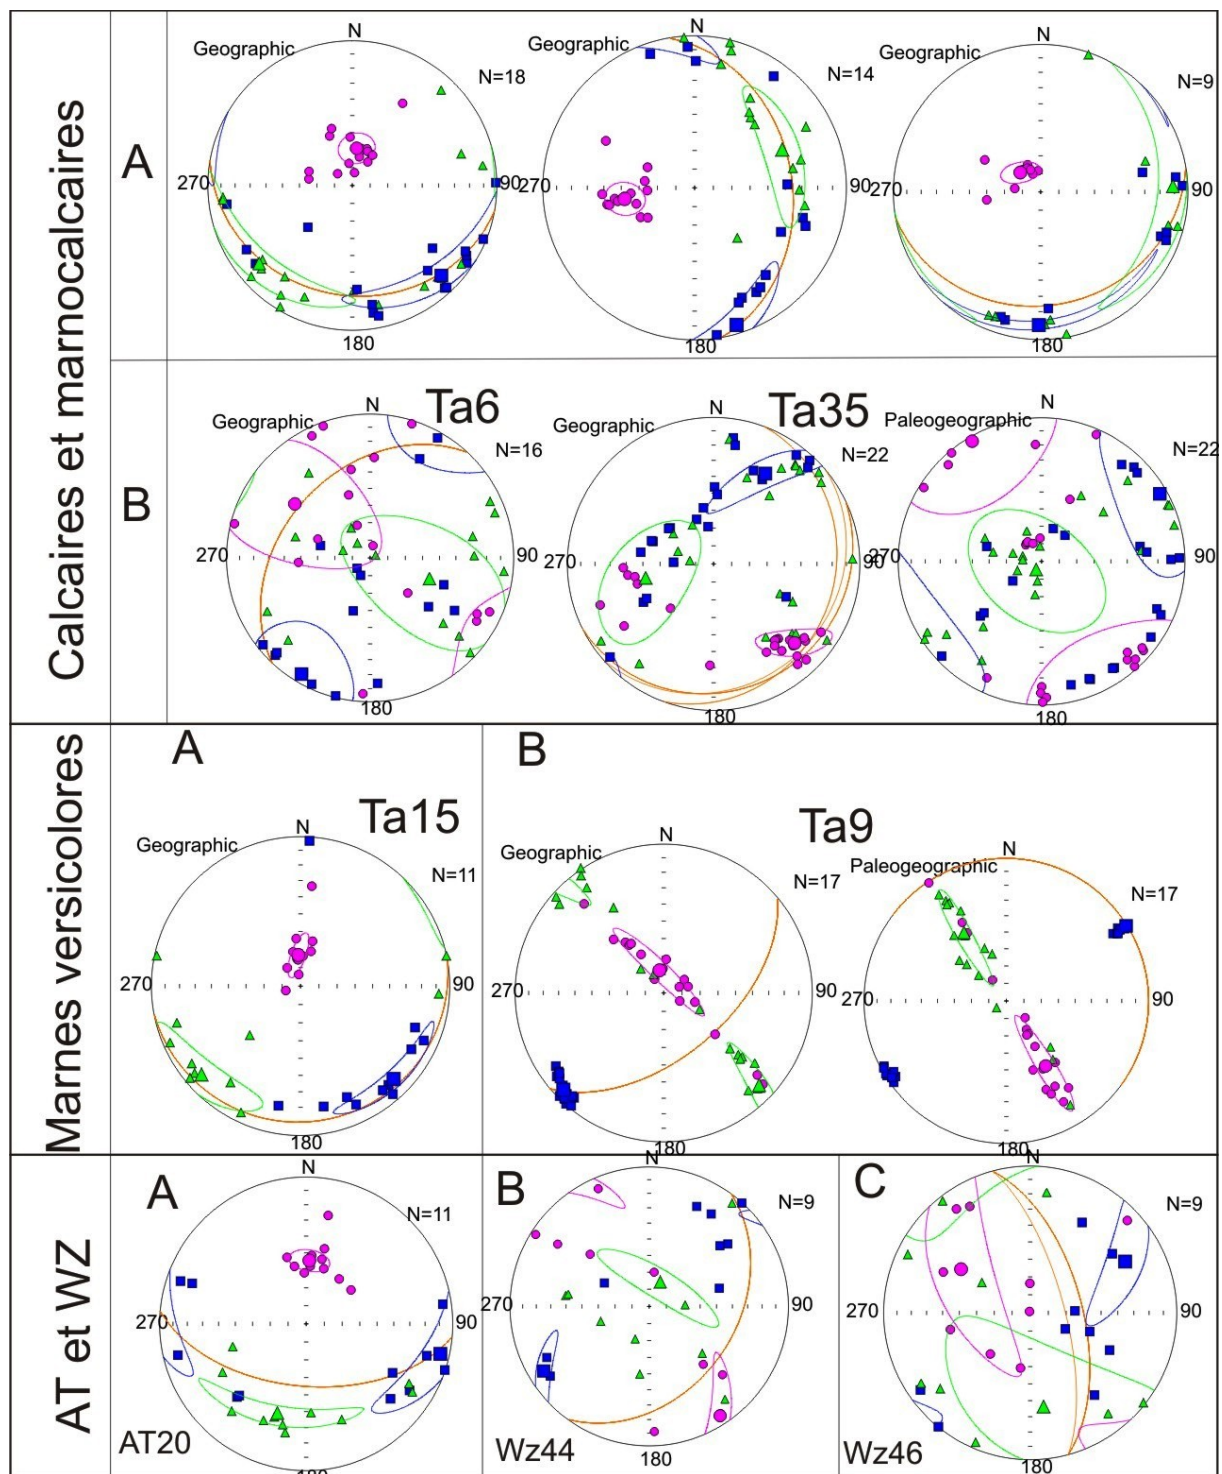 Calcaires et marnocalcaires
A
Geographic
N
N=18
270
90
180
Geographic
N
N=14
270
90
180
Geographic
N
N=9
270
90
180
B
Ta6
Geographic
N
N=16
270
90
180
Ta35
Geographic
N
N=22
270
90
180
Paleogeographic
N
N=22
270
90
180
Marnes versicolores
A
Ta15
Geographic
N
N=11
270
90
180
B
Ta9
Geographic
N
N=17
270
90
180
Paleogeographic
N
N=17
270
90
180
AT et WZ
A
N
N=11
270
90
AT20
180
B
N
N=9
270
90
Wz44
180
C
N
N=9
270
90
Wz46
180